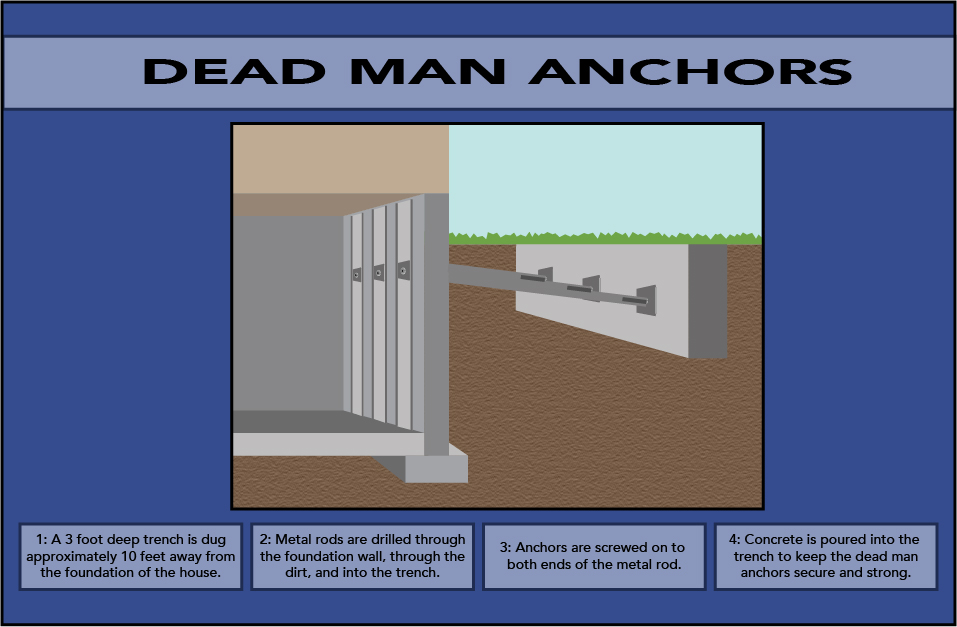 DEAD MAN ANCHORS
1: A 3 foot deep trench is dug
approximately 10 feet away from
the foundation of the house.
2: Metal rods are drilled through
the foundation wall, through the
dirt, and into the trench.
3: Anchors are screwed on to
both ends of the metal rod.
4: Concrete is poured into the
trench to keep the dead man
anchors secure and strong.